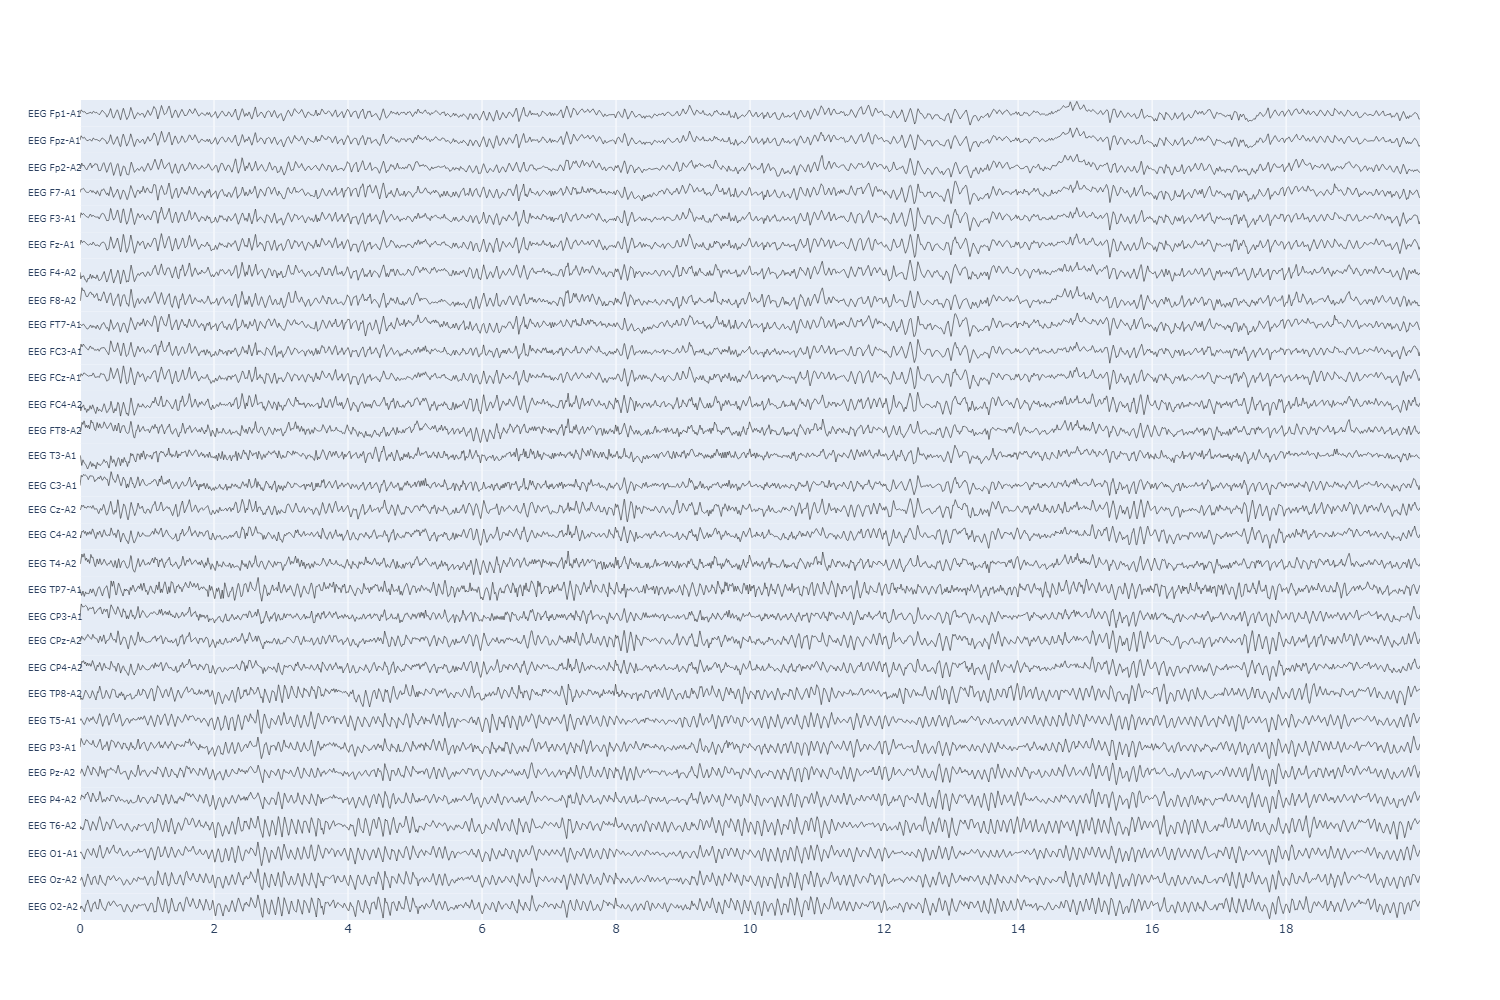 EEG Fp1-A1
EEG Fpz-A1
EEG Fp2-A2
EEG F7-A1
EEG F3-A1
EEG Fz-A1
EEG F4-A2
EEG F8-A2
EEG FT7-A1
EEG FC3-A1
EEG FCz-A1
EEG FC4-A2
EEG FT8-A2
EEG T3-A1
EEG C3-A1
EEG Cz-A2
EEG C4-A2
EEG T4-A2
EEG TP7-A1
EEG CP3-A1
EEG CPz-A2
EEG CP4-A2
EEG TP8-A2
EEG T5-A1
EEG P3-A1
EEG Pz-A2
EEG P4-A2
EEG T6-A2
EEG O1-A1
EEG Oz-A2
EEG O2-A2
0 2 4 6 8 10 12 14 16 18